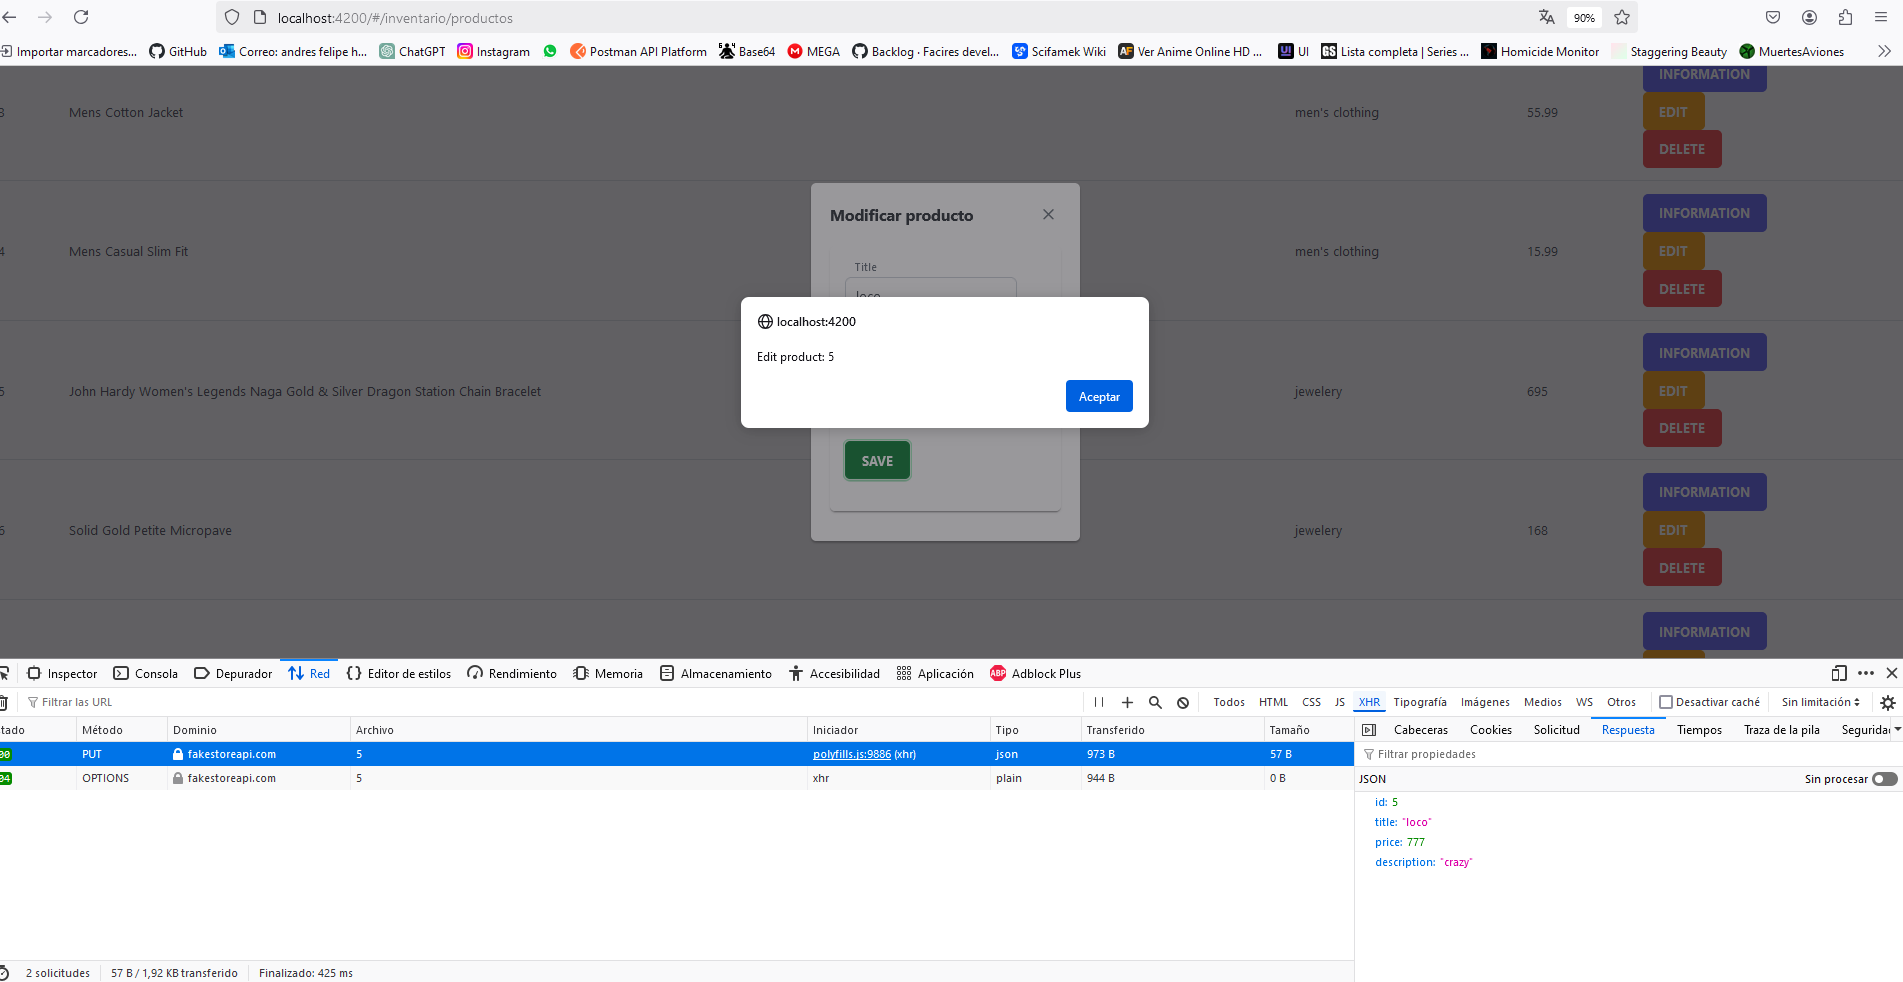 localhost:4200/#/inventario/productos
90%
Importar marcadores...
GitHub
Correo: andres felipe h...
ChatGPT
Instagram
Postman API Platform
Base64
MEGA
Backlog · Facires devel...
Scifamek Wiki
Ver Anime Online HD ...
UI
Lista completa | Series ...
Homicide Monitor
Staggering Beauty
MuertesAviones
INFORMATION
3 Mens Cotton Jacket men's clothing 55.99
EDIT
DELETE
Modificar producto
INFORMATION
4 Mens Casual Slim Fit men's clothing 15.99
EDIT
DELETE
Title
loco
localhost:4200
Edit product: 5
Aceptar
INFORMATION
5 John Hardy Women's Legends Naga Gold & Silver Dragon Station Chain Bracelet jewelery 695
EDIT
DELETE
SAVE
INFORMATION
6 Solid Gold Petite Micropave jewelery 168
EDIT
DELETE
INFORMATION
Inspector Consola Depurador Red Editor de estilos Rendimiento Memoria Almacenamiento Accesibilidad Aplicación ABP Adblock Plus
Filtrar las URL
Todos HTML CSS JS XHR Tipografía Imágenes Medios WS Otros Desactivar caché Sin limitación
tado Método Dominio Archivo Iniciador Tipo Transferido Tamaño
00 PUT fakestoreapi.com 5 polyfills.js:9886 (xhr) json 973 B 57 B
04 OPTIONS fakestoreapi.com 5 xhr plain 944 B 0 B
Cabeceras Cookies Solicitud Respuesta Tiempos Traza de la pila Seguridad
Filtrar propiedades
JSON Sin procesar
id: 5
title: "loco"
price: 777
description: "crazy"
2 solicitudes 57 B / 1,92 KB transferido Finalizado: 425 ms